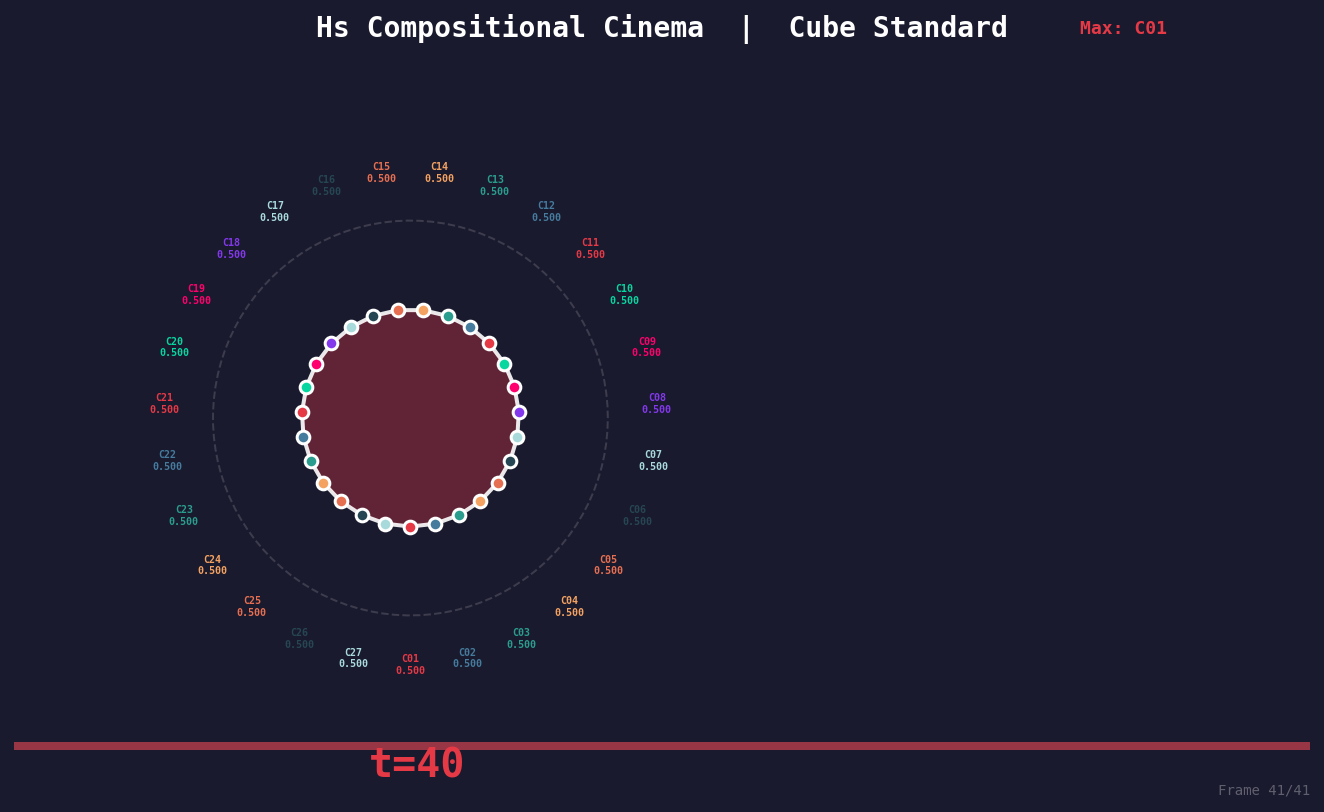 Hs Compositional Cinema | Cube Standard
Max: C01
C15
0.500
C14
0.500
C16
0.500
C13
0.500
C17
0.500
C12
0.500
C18
0.500
C11
0.500
C19
0.500
C10
0.500
C20
0.500
C09
0.500
C21
0.500
C08
0.500
C22
0.500
C07
0.500
C23
0.500
C06
0.500
C24
0.500
C05
0.500
C25
0.500
C04
0.500
C26
0.500
C03
0.500
C27
0.500
C01
0.500
C02
0.500
t=40
Frame 41/41